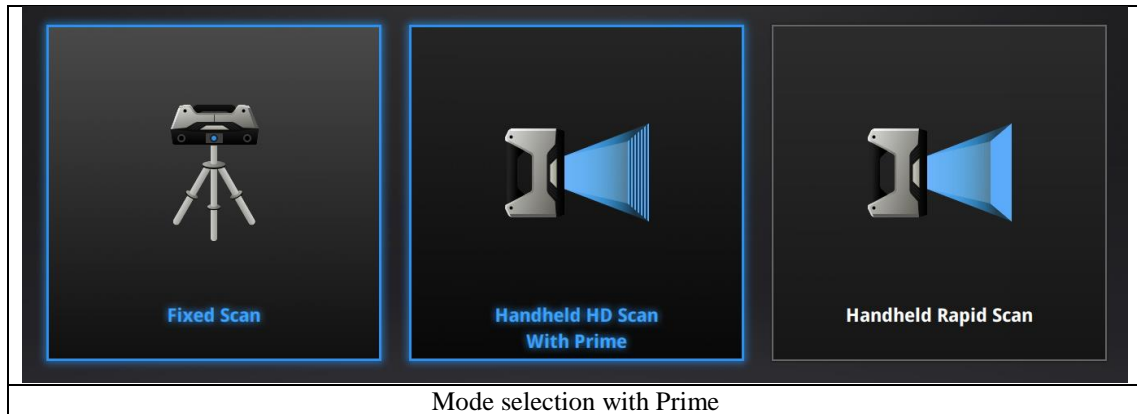 Fixed Scan
Handheld HD Scan
With Prime
Handheld Rapid Scan
Mode selection with Prime